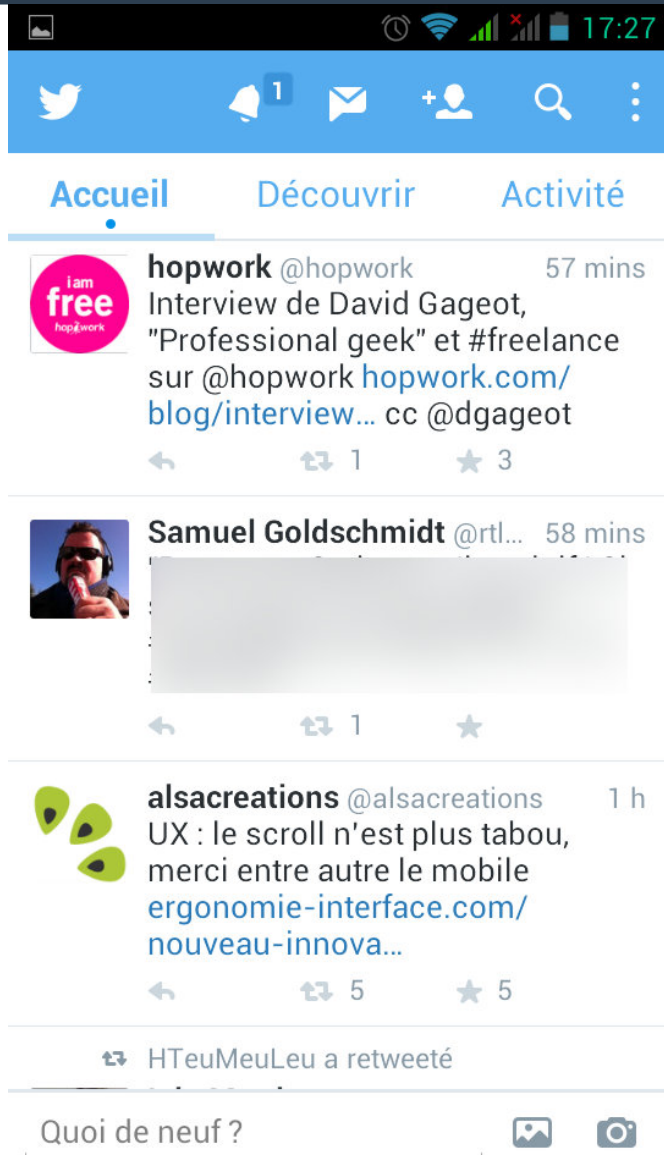 17:27
1
Accueil Découvrir Activité
i am
free
hopwork
hopwork @hopwork 57 mins
Interview de David Gageot,
"Professional geek" et #freelance
sur @hopwork hopwork.com/
blog/interview... cc @dgageot
1 3
Samuel Goldschmidt @rtl... 58 mins
1
alsacreations @alsacreations 1 h
UX : le scroll n'est plus tabou,
merci entre autre le mobile
ergonomie-interface.com/
nouveau-innova...
5 5
HTeuMeuLeu a retweeté
Quoi de neuf ?